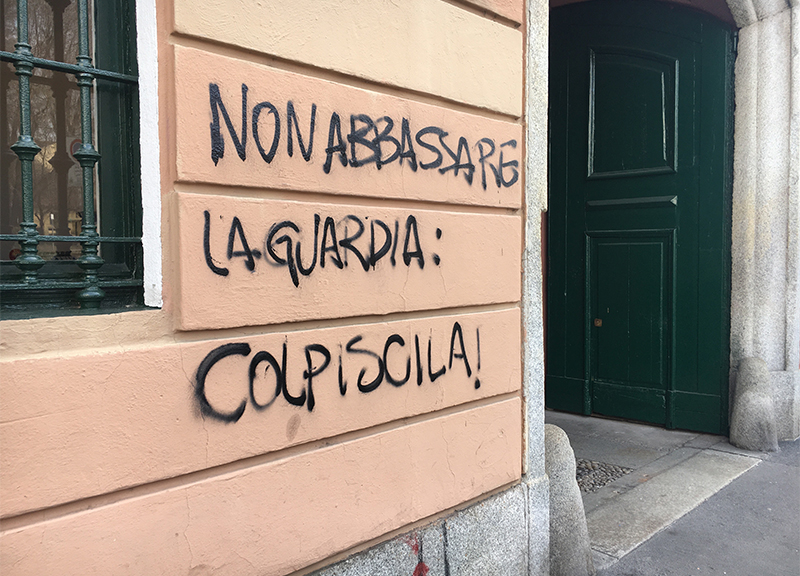 NON ABBASSARE
LA GUARDIA:
COLPISCILA!